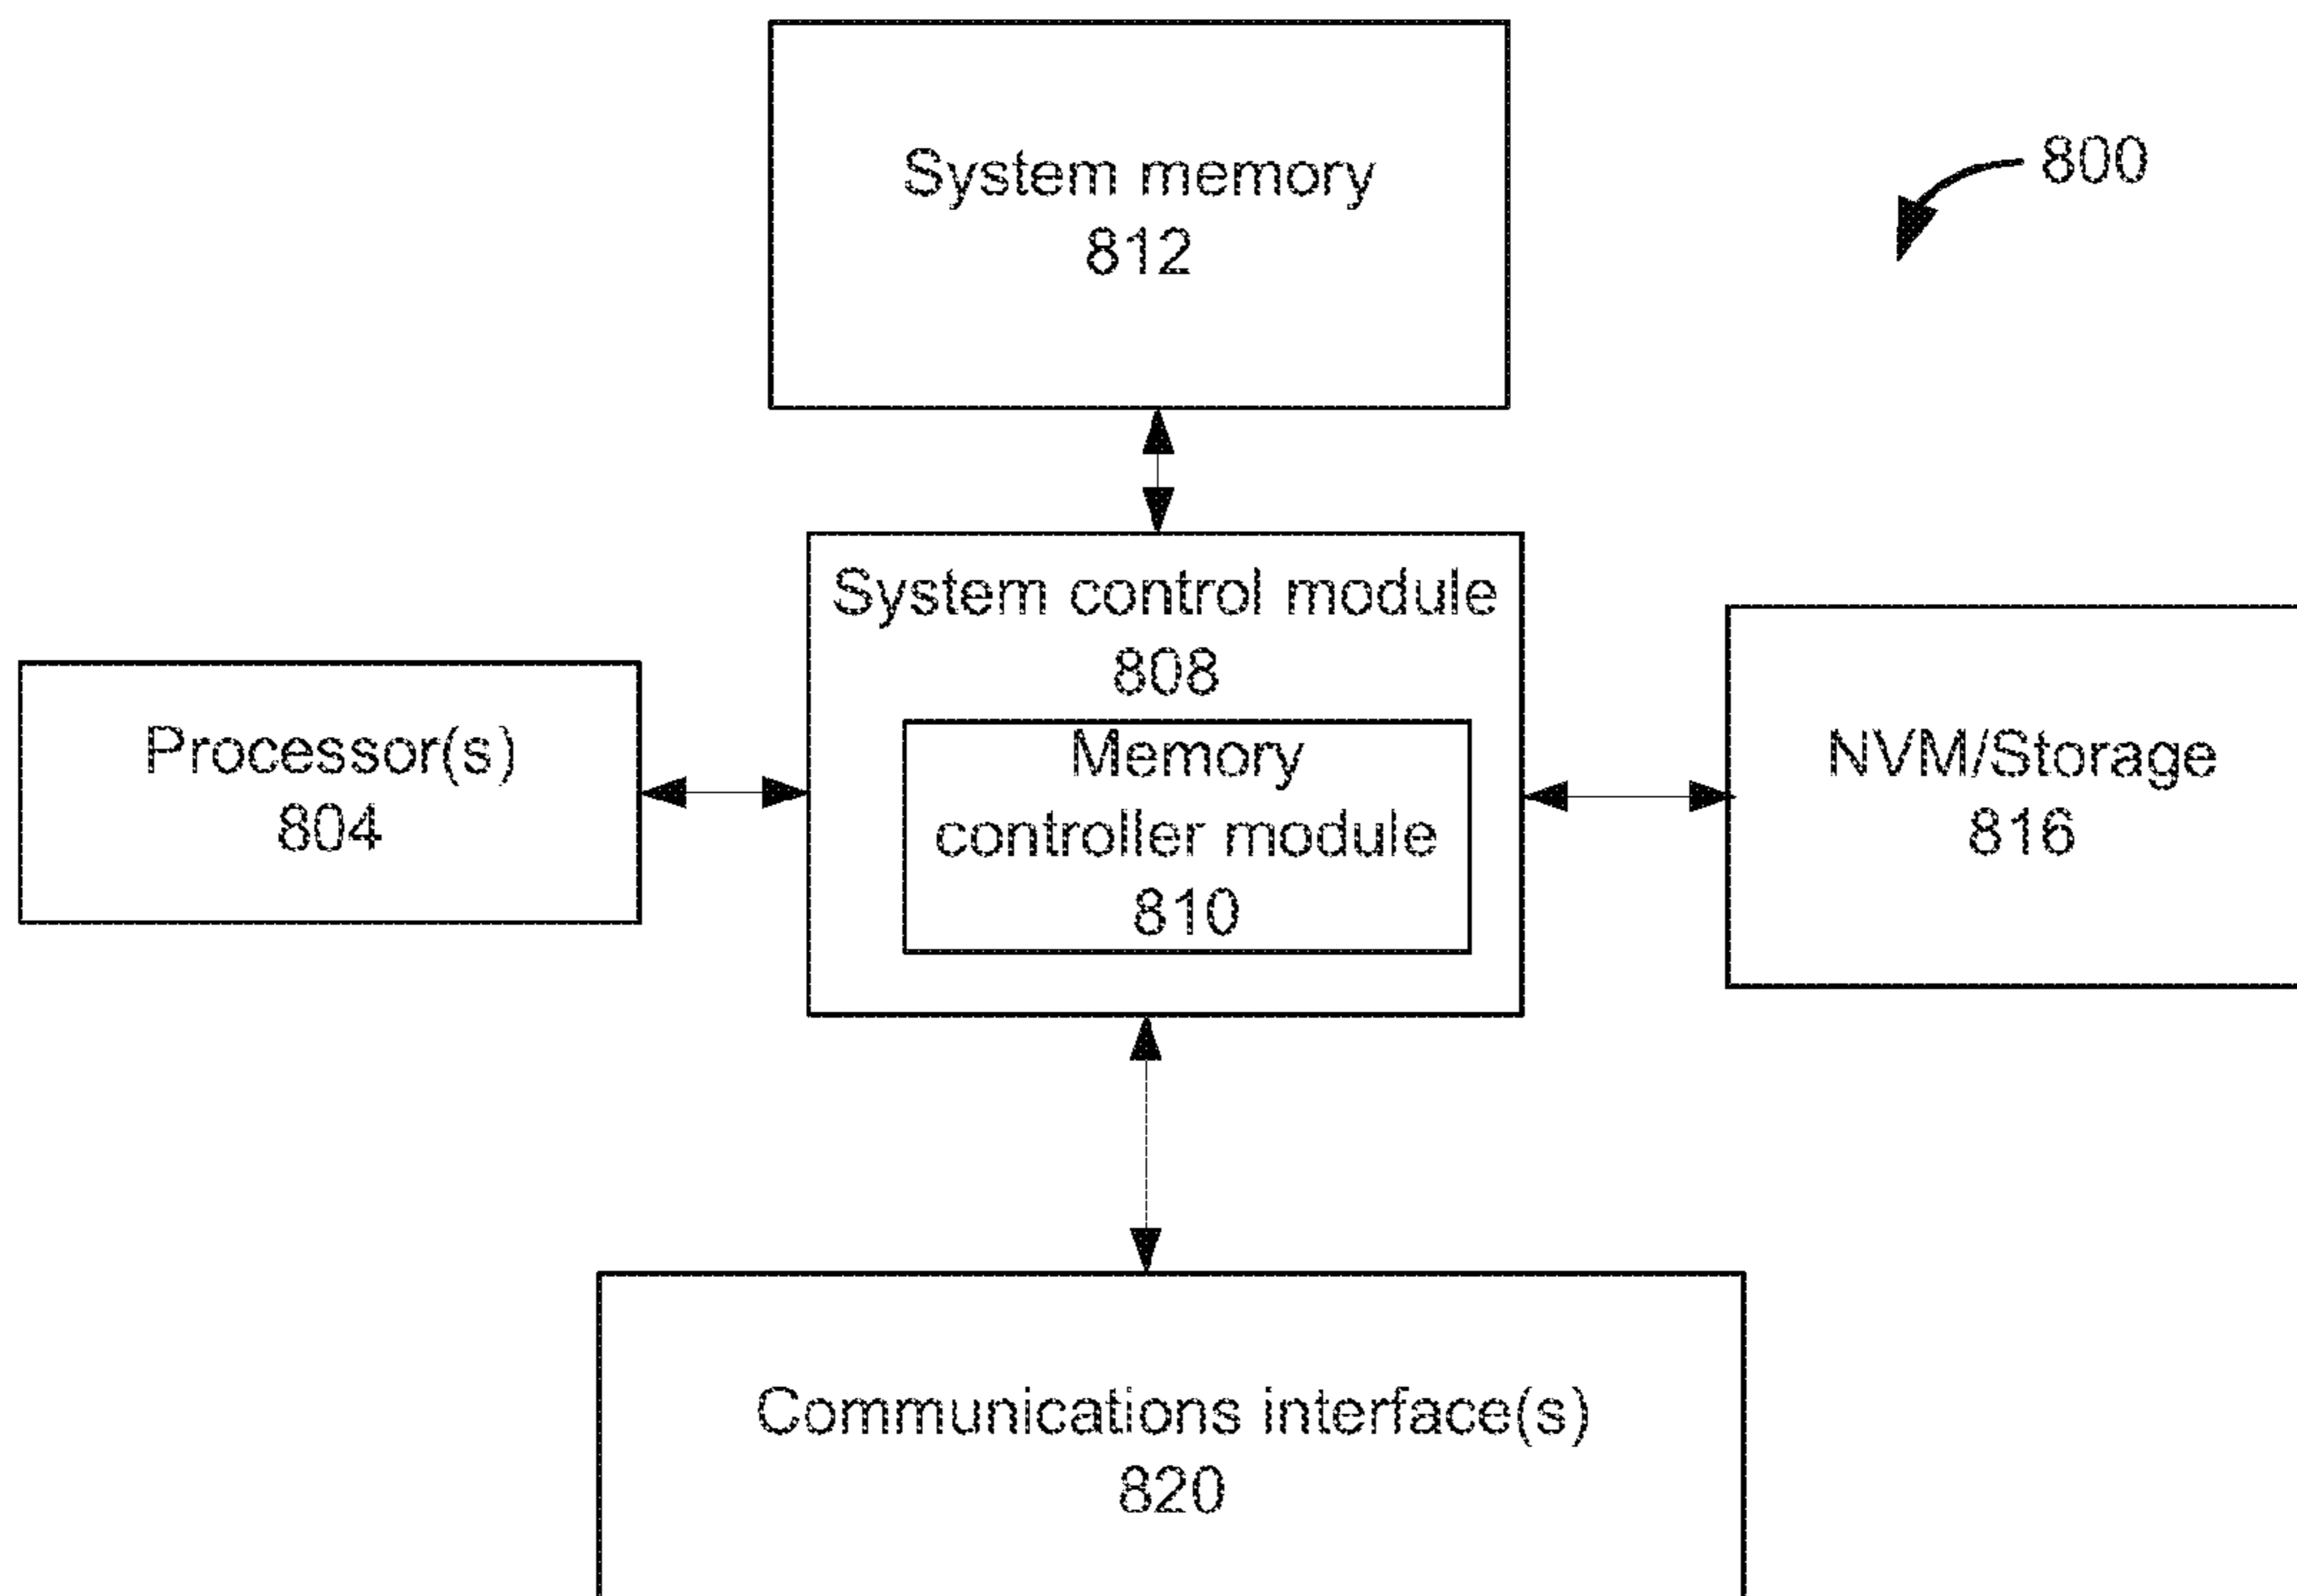 System memory
812
800
System control module
808
Processor(s)
804
Memory
controller module
810
NVM/Storage
816
Communications interface(s)
820